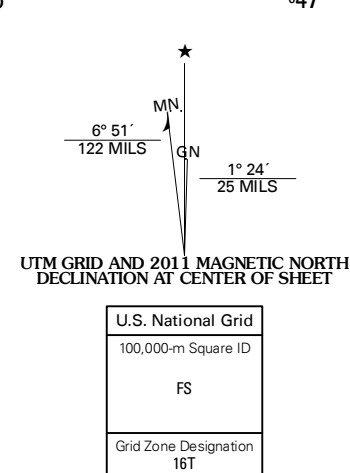 ⁶47
MN.
6° 51´
122 MILS
GN
1° 24´
25 MILS
UTM GRID AND 2011 MAGNETIC NORTH
DECLINATION AT CENTER OF SHEET
U.S. National Grid
100,000-m Square ID
FS
Grid Zone Designation
16T